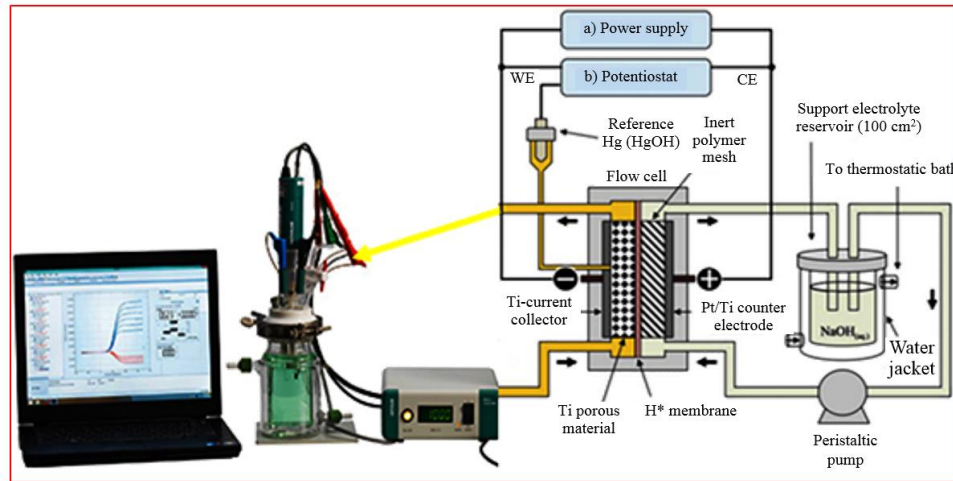 a) Power supply
b) Potentiostat
WE
CE
Reference
Hg (HgOH)
Inert
polymer
mesh
Support electrolyte
reservoir (100 cm²)
To thermostatic bath
Flow cell
Ti-current
collector
Pt/Ti counter
electrode
NaOH(aq.)
Water
jacket
Ti porous
material
H* membrane
Peristaltic
pump